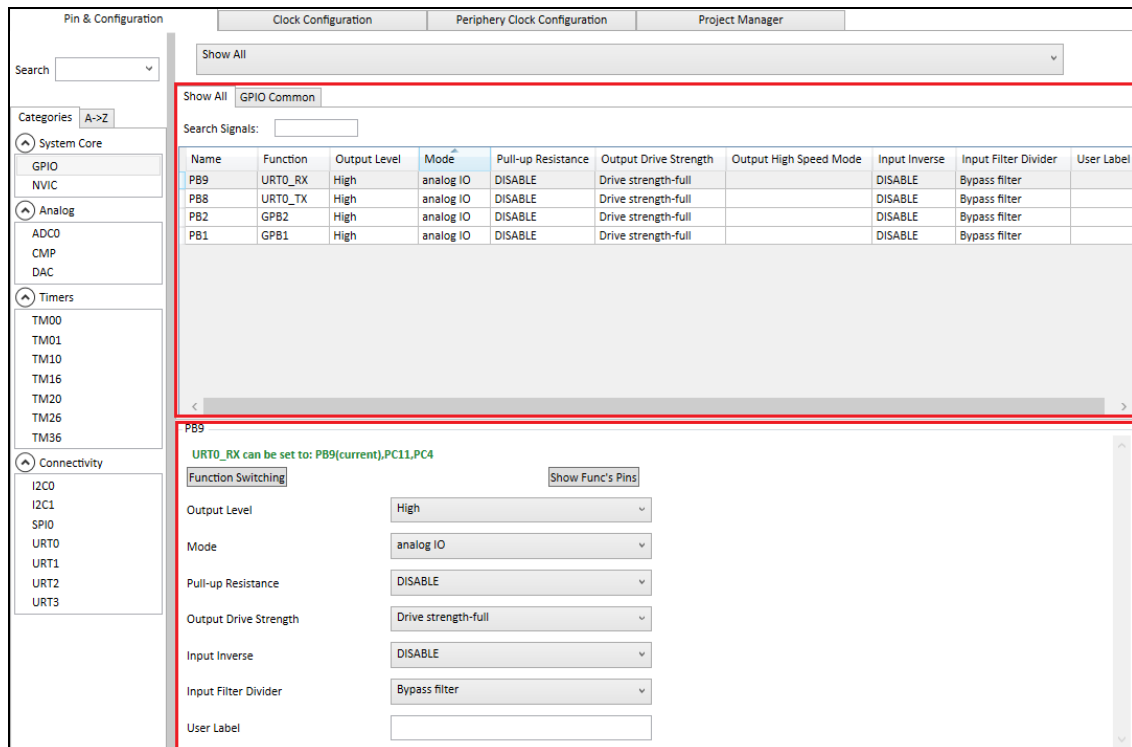 Pin & Configuration Clock Configuration Periphery Clock Configuration Project Manager
Show All
Search
Show All GPIO Common
Categories A->Z
Search Signals:
System Core
GPIO
NVIC
Analog
ADC0
CMP
DAC
Timers
TM00
TM01
TM10
TM16
TM20
TM26
TM36
Connectivity
I2C0
I2C1
SPI0
URT0
URT1
URT2
URT3
Name Function Output Level Mode Pull-up Resistance Output Drive Strength Output High Speed Mode Input Inverse Input Filter Divider User Label
PB9 URT0_RX High analog IO DISABLE Drive strength-full DISABLE Bypass filter
PB8 URT0_TX High analog IO DISABLE Drive strength-full DISABLE Bypass filter
PB2 GPB2 High analog IO DISABLE Drive strength-full DISABLE Bypass filter
PB1 GPB1 High analog IO DISABLE Drive strength-full DISABLE Bypass filter
PB9
URT0_RX can be set to: PB9(current),PC11,PC4
Function Switching Show Func's Pins
Output Level High
Mode analog IO
Pull-up Resistance DISABLE
Output Drive Strength Drive strength-full
Input Inverse DISABLE
Input Filter Divider Bypass filter
User Label